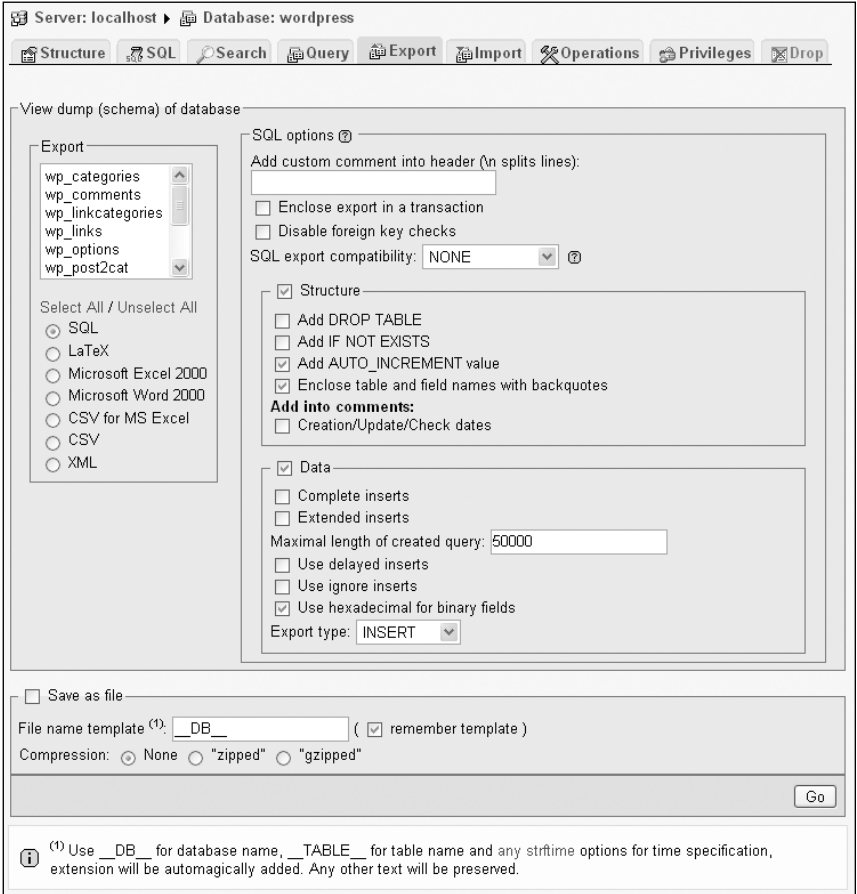 Server: localhost ▸ Database: wordpress
Structure SQL Search Query Export Import Operations Privileges Drop
View dump (schema) of database
Export
wp_categories
wp_comments
wp_linkcategories
wp_links
wp_options
wp_post2cat
Select All / Unselect All
SQL
LaTeX
Microsoft Excel 2000
Microsoft Word 2000
CSV for MS Excel
CSV
XML
SQL options
Add custom comment into header (\n splits lines):
Enclose export in a transaction
Disable foreign key checks
SQL export compatibility: NONE
Structure
Add DROP TABLE
Add IF NOT EXISTS
Add AUTO_INCREMENT value
Enclose table and field names with backquotes
Add into comments:
Creation/Update/Check dates
Data
Complete inserts
Extended inserts
Maximal length of created query: 50000
Use delayed inserts
Use ignore inserts
Use hexadecimal for binary fields
Export type: INSERT
Save as file
File name template (1): __DB__ ( remember template )
Compression: None "zipped" "gzipped"
Go
(1) Use __DB__ for database name, __TABLE__ for table name and any strftime options for time specification,
extension will be automagically added. Any other text will be preserved.